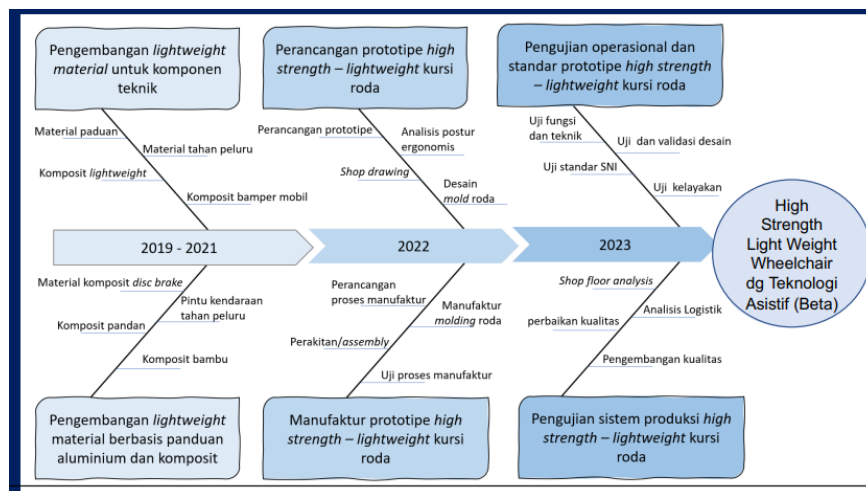 Pengembangan lightweight
material untuk komponen
teknik
Perancangan prototipe high
strength – lightweight kursi
roda
Pengujian operasional dan
standar prototipe high strength
– lightweight kursi roda
Material paduan
Material tahan peluru
Komposit lightweight
Komposit bamper mobil
Perancangan prototipe
Analisis postur
ergonomis
Shop drawing
Desain
mold roda
Uji fungsi
dan teknik
Uji dan validasi desain
Uji standar SNI
Uji kelayakan
2019 - 2021
2022
2023
High
Strength
Light Weight
Wheelchair
dg Teknologi
Asistif (Beta)
Material komposit disc brake
Pintu kendaraan
tahan peluru
Komposit pandan
Komposit bambu
Perancangan
proses manufaktur
Manufaktur
molding roda
Perakitan/assembly
Uji proses manufaktur
Shop floor analysis
Analisis Logistik
perbaikan kualitas
Pengembangan kualitas
Pengembangan lightweight
material berbasis panduan
aluminium dan komposit
Manufaktur prototipe high
strength – lightweight kursi
roda
Pengujian sistem produksi high
strength – lightweight kursi
roda